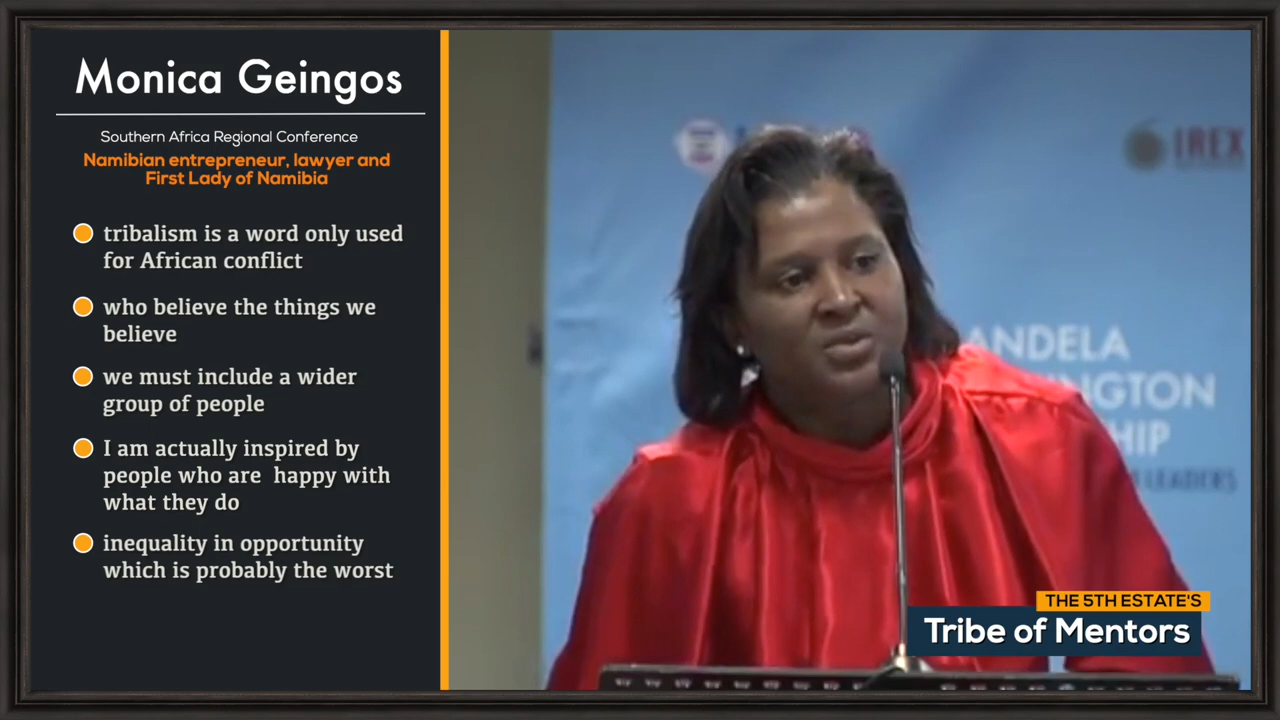 Monica Geingos
Southern Africa Regional Conference
Namibian entrepreneur, lawyer and
First Lady of Namibia
tribalism is a word only used
for African conflict
who believe the things we
believe
we must include a wider
group of people
I am actually inspired by
people who are happy with
what they do
inequality in opportunity
which is probably the worst
IREX
ANDELA
NGTON
HIP
LEADERS
THE 5TH ESTATE'S
Tribe of Mentors